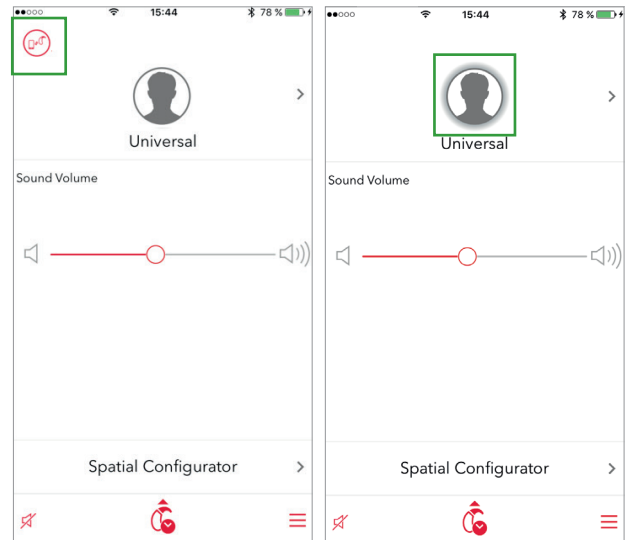 15:44
78 %
Universal
Sound Volume
Spatial Configurator
15:44
78 %
Universal
Sound Volume
Spatial Configurator